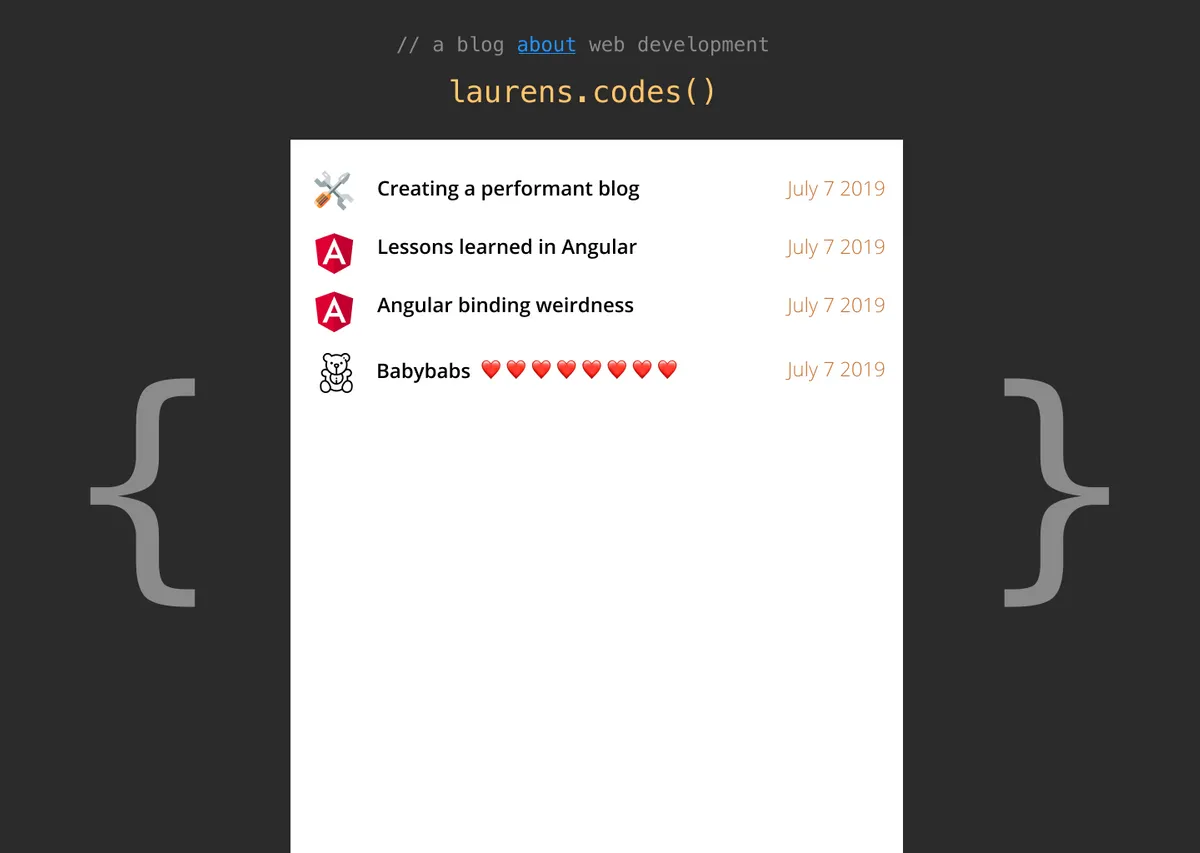 // a blog about web development
laurens.codes()
Creating a performant blog July 7 2019
Lessons learned in Angular July 7 2019
Angular binding weirdness July 7 2019
Babybabs ❤️❤️❤️❤️❤️❤️❤️❤️ July 7 2019
{ }